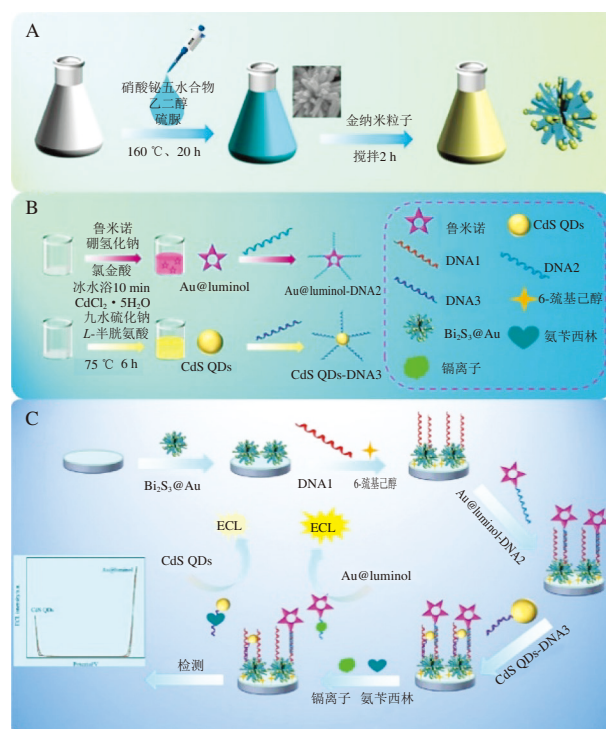 A
硝酸铋五水合物
乙二醇
硫脲
160 ℃、20 h
金纳米粒子
搅拌2 h
B
鲁米诺
硼氢化钠
氯金酸
冰水浴10 min
Au@luminol
Au@luminol-DNA2
CdCl₂·5H₂O
九水硫化钠
L-半胱氨酸
75 ℃ 6 h
CdS QDs
CdS QDs-DNA3
鲁米诺
CdS QDs
DNA1
DNA2
DNA3
6-巯基己醇
Bi₂S₃@Au
氨苄西林
镉离子
C
Bi₂S₃@Au
DNA1
6-巯基己醇
Au@luminol-DNA2
ECL
ECL
CdS QDs
Au@luminol
Au@luminol
CdS QDs
CdS QDs-DNA3
检测
镉离子
氨苄西林